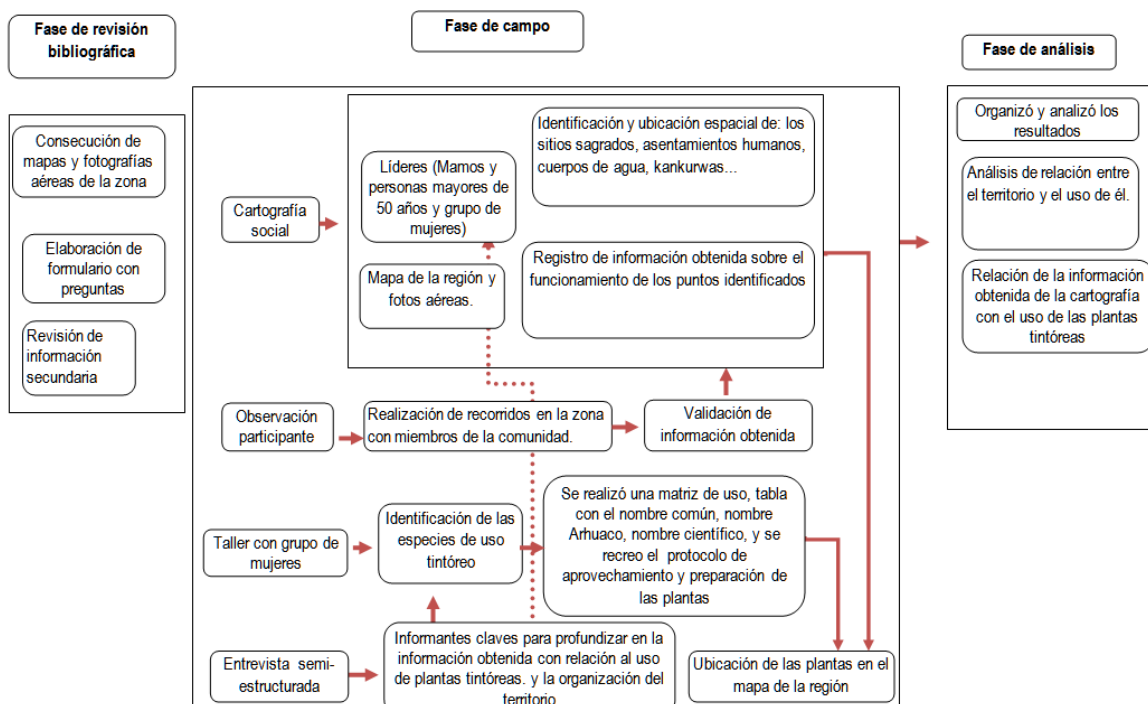 Fase de revisión
bibliográfica
Consecución de
mapas y fotografías
aéreas de la zona
Elaboración de
formulario con
preguntas
Revisión de
información
secundaria
Fase de campo
Cartografía
social
Líderes (Mamos y
personas mayores de
50 años y grupo de
mujeres)
Mapa de la región y
fotos aéreas.
Identificación y ubicación espacial de: los
sitios sagrados, asentamientos humanos,
cuerpos de agua, kankurwas...
Registro de información obtenida sobre el
funcionamiento de los puntos identificados
Observación
participante
Realización de recorridos en la zona
con miembros de la comunidad.
Validación de
información obtenida
Taller con grupo de
mujeres
Identificación de las
especies de uso
tintóreo
Se realizó una matriz de uso, tabla
con el nombre común, nombre
Arhuaco, nombre científico, y se
recreo el protocolo de
aprovechamiento y preparación de
las plantas
Entrevista semi-
estructurada
Informantes claves para profundizar en la
información obtenida con relación al uso
de plantas tintóreas. y la organización del
territorio
Ubicación de las plantas en el
mapa de la región
Fase de análisis
Organizó y analizó los
resultados
Análisis de relación entre
el territorio y el uso de él.
Relación de la información
obtenida de la cartografía
con el uso de las plantas
tintóreas